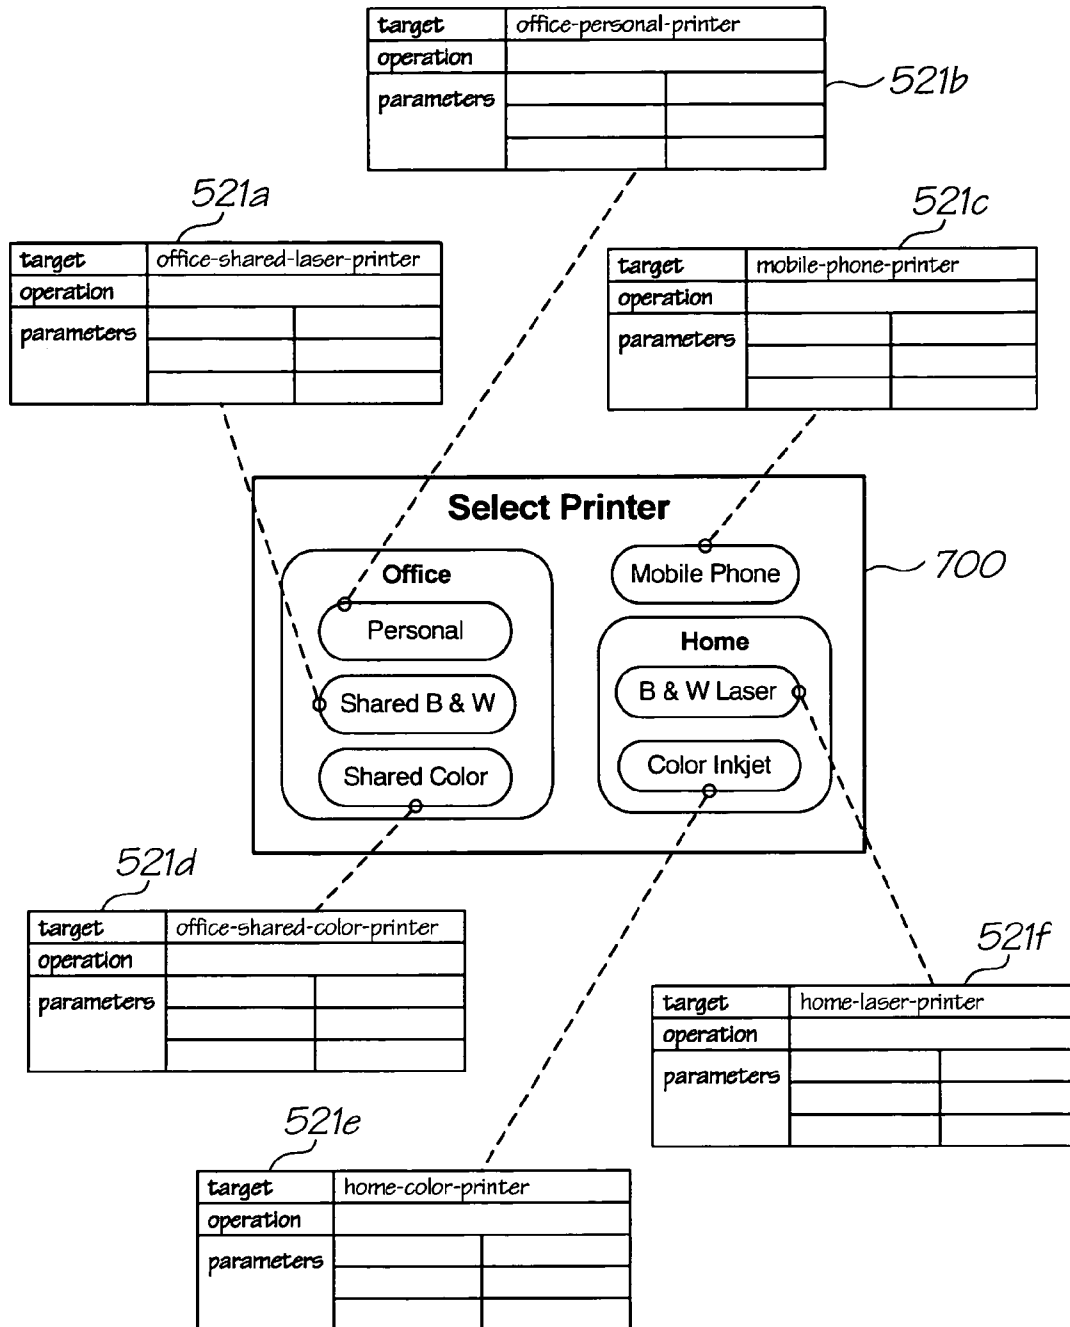 target office-personal-printer
operation
parameters
521b
521a
target office-shared-laser-printer
operation
parameters
521c
target mobile-phone-printer
operation
parameters
Select Printer
Office
Personal
Shared B & W
Shared Color
Mobile Phone
Home
B & W Laser
Color Inkjet
700
521d
target office-shared-color-printer
operation
parameters
521f
target home-laser-printer
operation
parameters
521e
target home-color-printer
operation
parameters